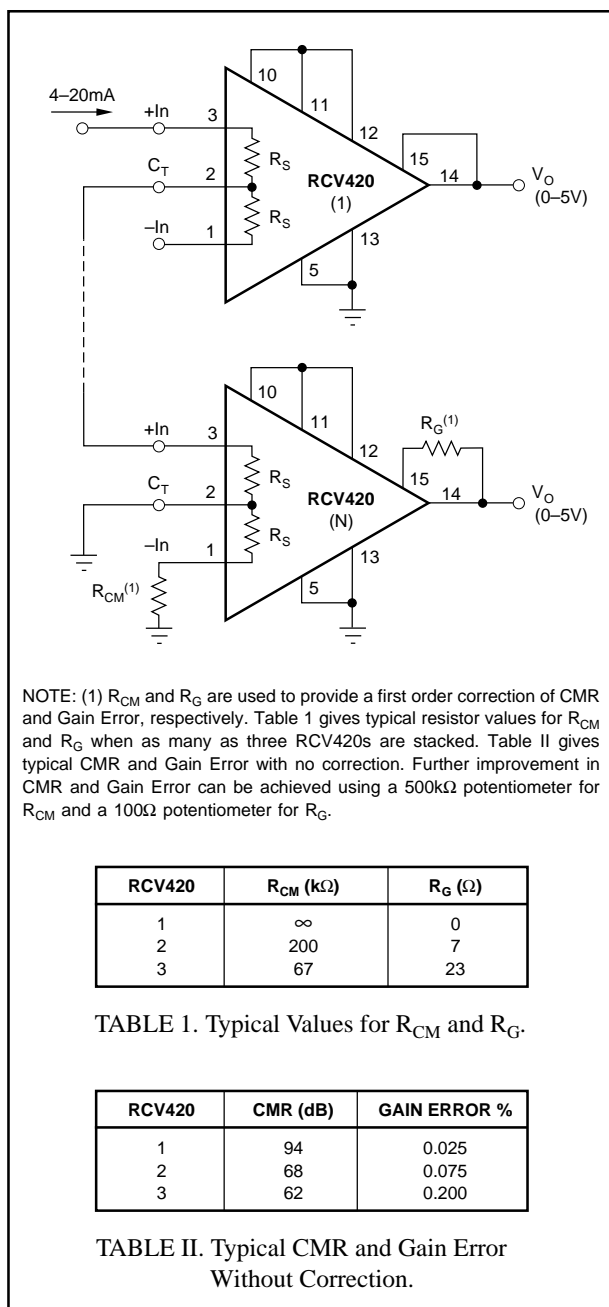 4–20mA
+In
3
10
11
12
15
R_S
C_T
2
RCV420
(1)
14
V_O
(0–5V)
R_S
–In
1
13
5
10
11
12
R_G(1)
+In
3
15
R_S
C_T
2
RCV420
(N)
14
V_O
(0–5V)
R_S
–In
1
13
5
R_CM(1)
NOTE: (1) R_CM and R_G are used to provide a first order correction of CMR
and Gain Error, respectively. Table 1 gives typical resistor values for R_CM
and R_G when as many as three RCV420s are stacked. Table II gives
typical CMR and Gain Error with no correction. Further improvement in
CMR and Gain Error can be achieved using a 500kΩ potentiometer for
R_CM and a 100Ω potentiometer for R_G.
RCV420 R_CM (kΩ) R_G (Ω)
1 ∞ 0
2 200 7
3 67 23
TABLE 1. Typical Values for R_CM and R_G.
RCV420 CMR (dB) GAIN ERROR %
1 94 0.025
2 68 0.075
3 62 0.200
TABLE II. Typical CMR and Gain Error
Without Correction.